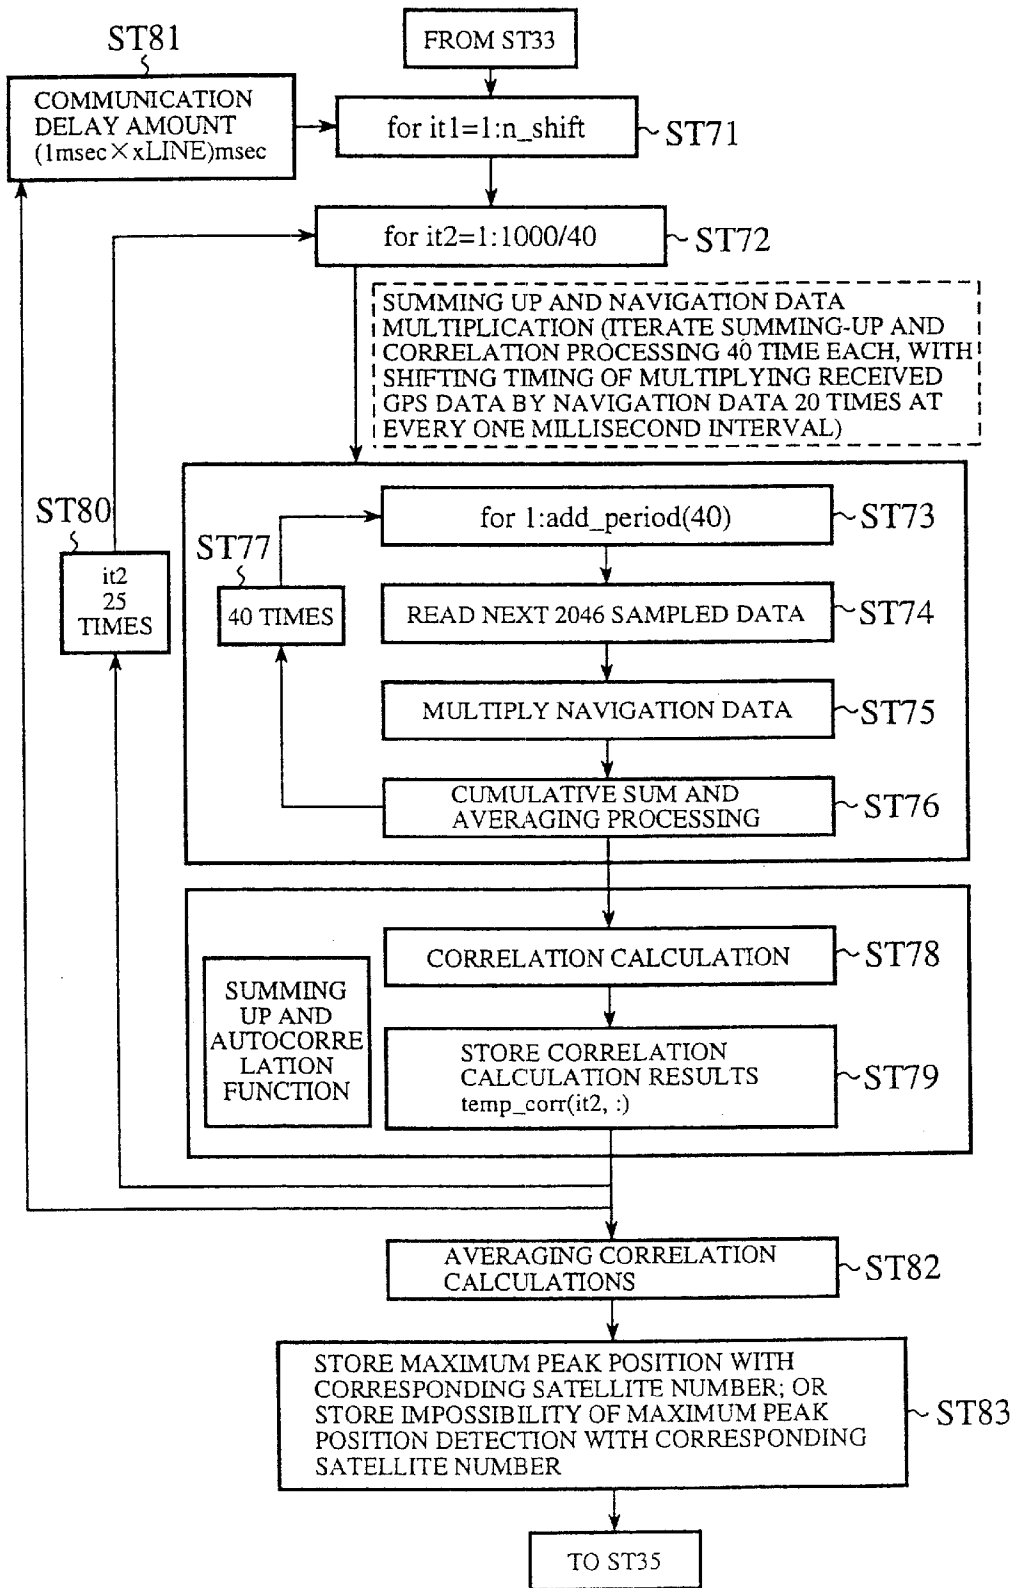 FROM ST33
ST81
COMMUNICATION
DELAY AMOUNT
(1msec×xLINE)msec
for it1=1:n_shift
ST71
for it2=1:1000/40
ST72
SUMMING UP AND NAVIGATION DATA
MULTIPLICATION (ITERATE SUMMING-UP AND
CORRELATION PROCESSING 40 TIME EACH, WITH
SHIFTING TIMING OF MULTIPLYING RECEIVED
GPS DATA BY NAVIGATION DATA 20 TIMES AT
EVERY ONE MILLISECOND INTERVAL)
ST80
it2
25
TIMES
ST77
40 TIMES
for 1:add_period(40)
ST73
READ NEXT 2046 SAMPLED DATA
ST74
MULTIPLY NAVIGATION DATA
ST75
CUMULATIVE SUM AND
AVERAGING PROCESSING
ST76
CORRELATION CALCULATION
ST78
SUMMING
UP AND
AUTOCORRE
LATION
FUNCTION
STORE CORRELATION
CALCULATION RESULTS
temp_corr(it2, :)
ST79
AVERAGING CORRELATION
CALCULATIONS
ST82
STORE MAXIMUM PEAK POSITION WITH
CORRESPONDING SATELLITE NUMBER; OR
STORE IMPOSSIBILITY OF MAXIMUM PEAK
POSITION DETECTION WITH CORRESPONDING
SATELLITE NUMBER
ST83
TO ST35